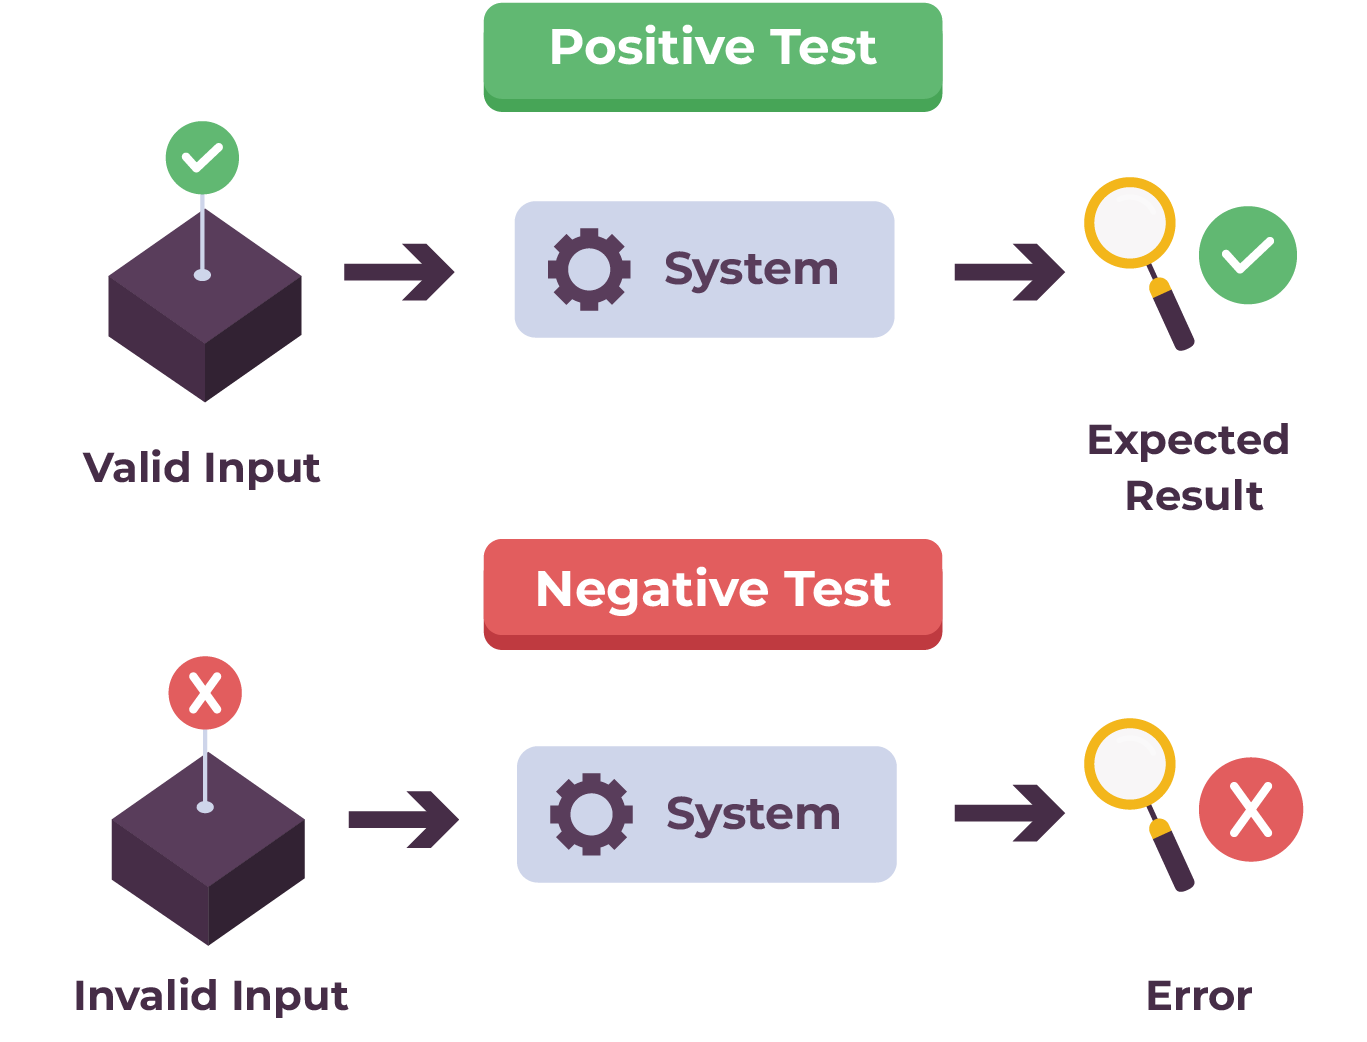 Positive Test
System
Valid Input
Expected
Result
Negative Test
System
Invalid Input
Error